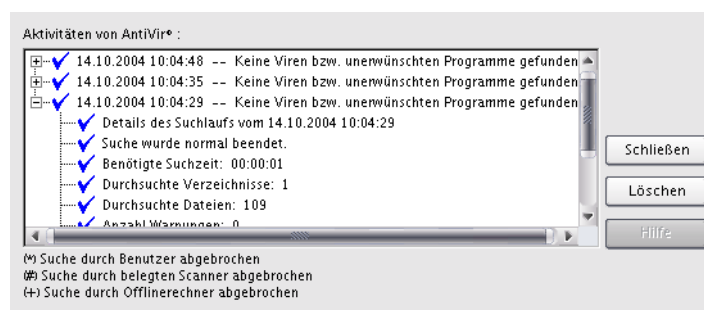 Aktivitäten von AntiVir® :
14.10.2004 10:04:48 -- Keine Viren bzw. unerwünschten Programme gefunden
14.10.2004 10:04:35 -- Keine Viren bzw. unerwünschten Programme gefunden
14.10.2004 10:04:29 -- Keine Viren bzw. unerwünschten Programme gefunden
Details des Suchlaufs vom 14.10.2004 10:04:29
Suche wurde normal beendet.
Benötigte Suchzeit: 00:00:01
Durchsuchte Verzeichnisse: 1
Durchsuchte Dateien: 109
Anzahl Warnungen: 0
Schließen
Löschen
Hilfe
(*) Suche durch Benutzer abgebrochen
(#) Suche durch belegten Scanner abgebrochen
(+) Suche durch Offlinerechner abgebrochen